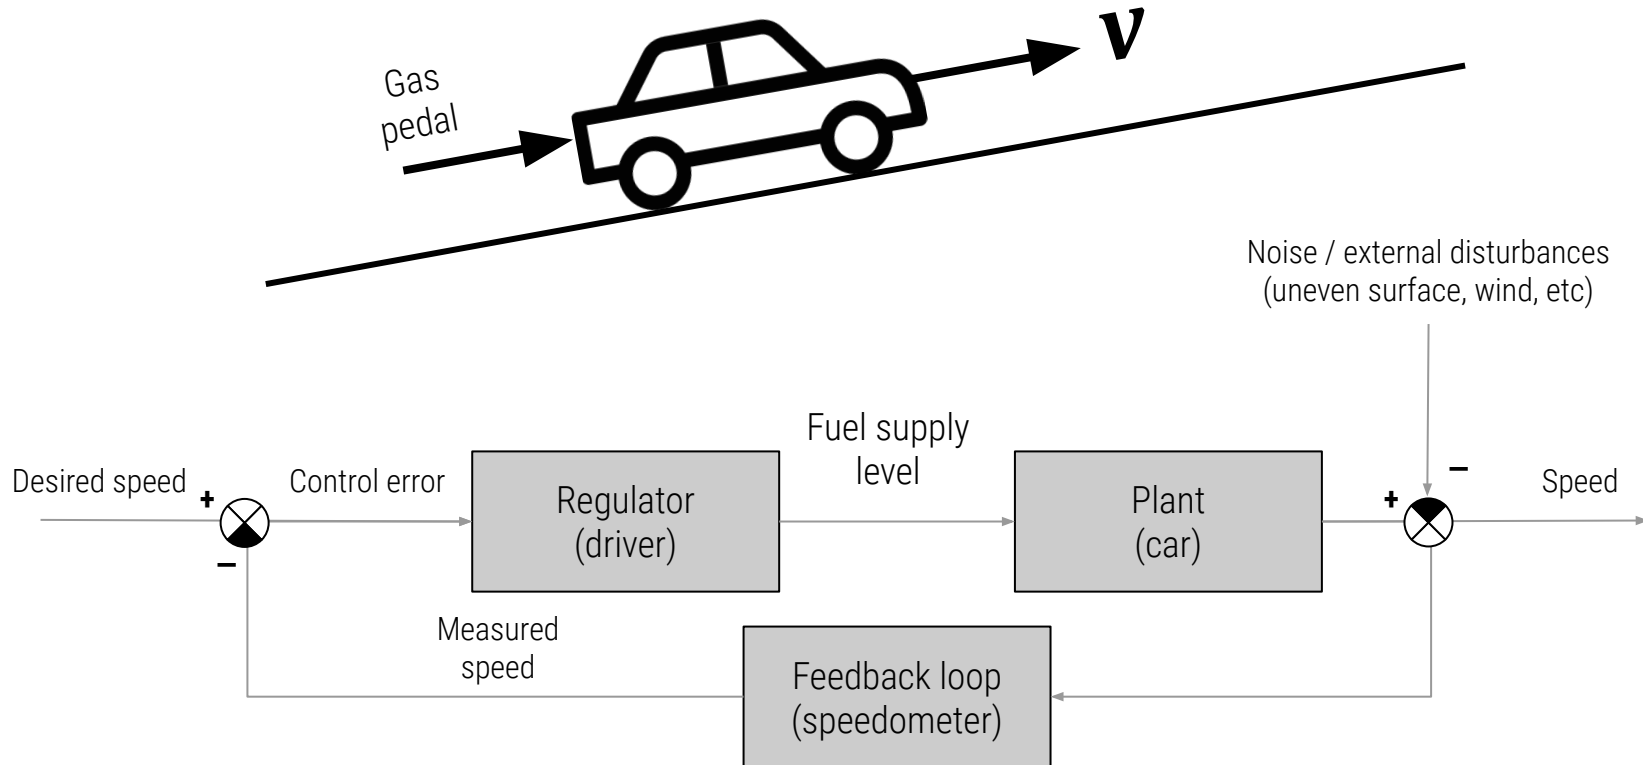 v
Gas
pedal
Noise / external disturbances
(uneven surface, wind, etc)
Fuel supply
level
Desired speed
+
Control error
Regulator
(driver)
Plant
(car)
+
−
Speed
−
Measured
speed
Feedback loop
(speedometer)